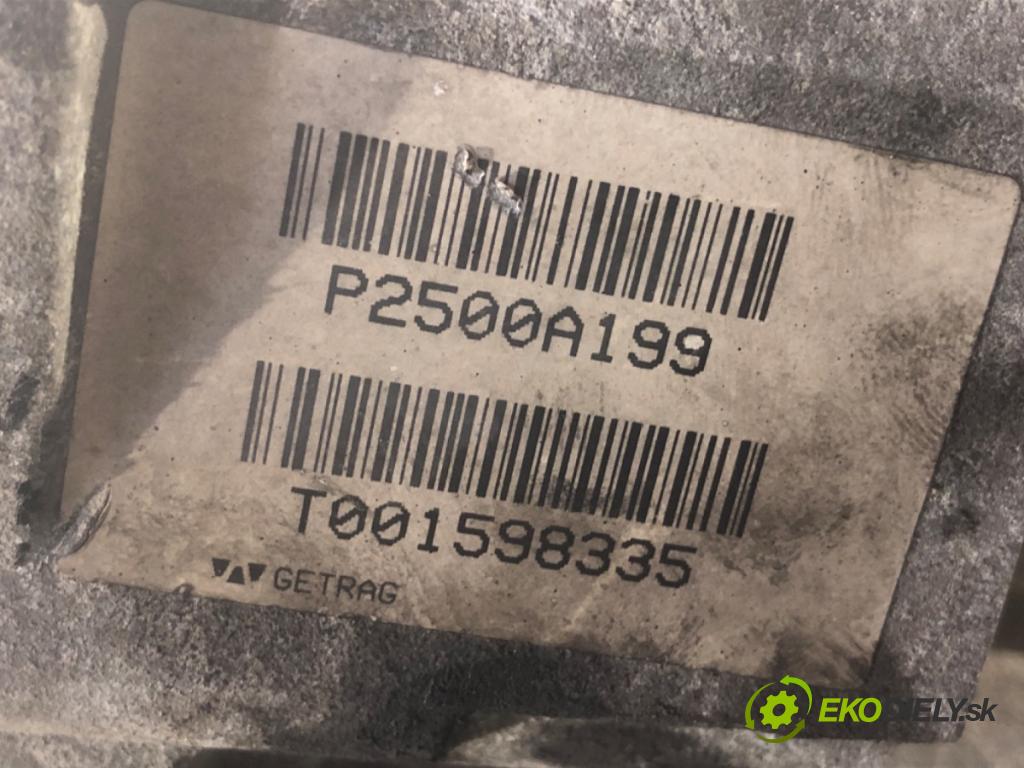 P2500A199
T001598335
GETRAG
EKODIELY.sk